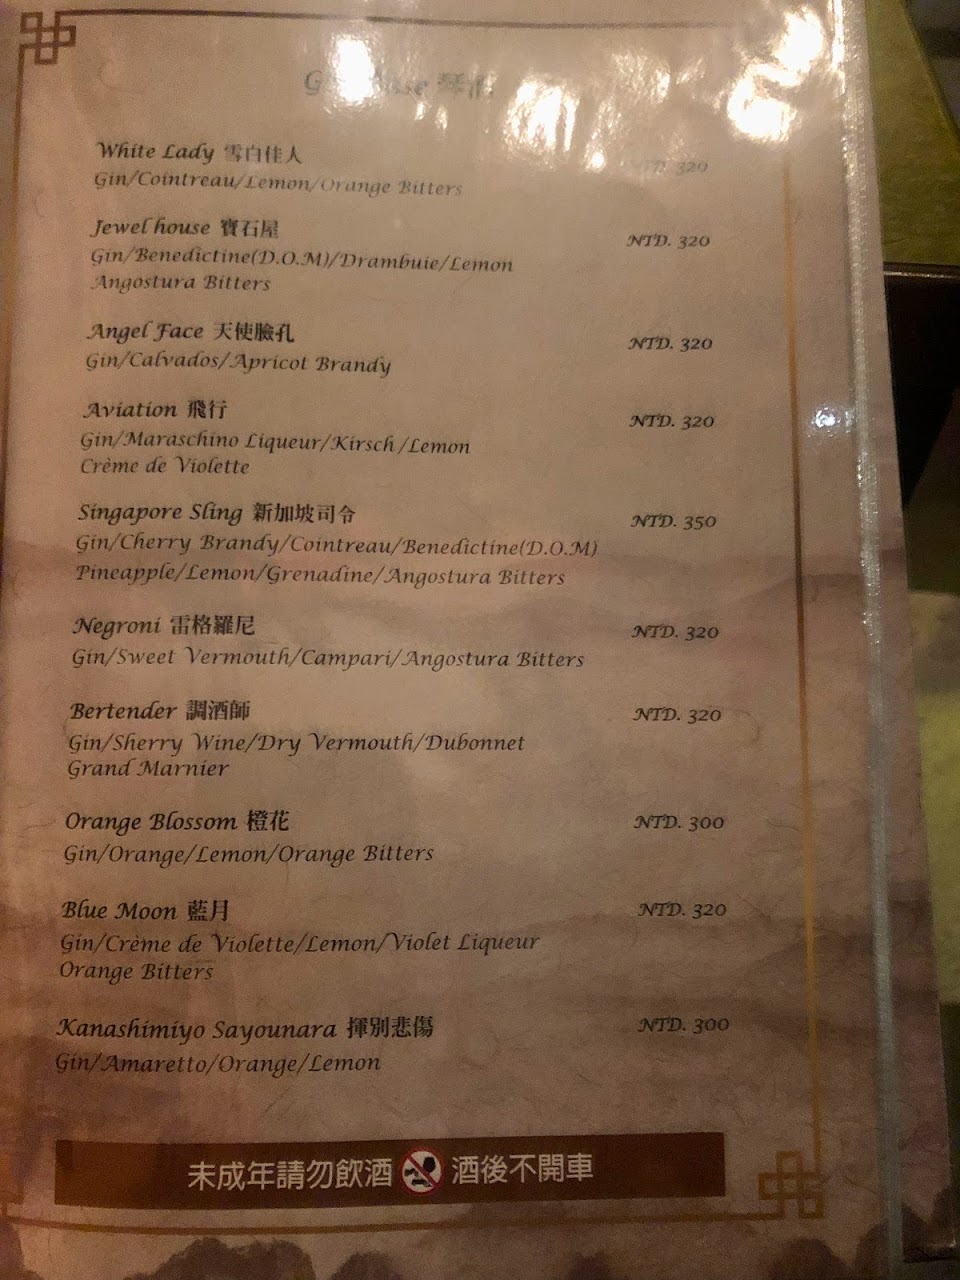 White Lady 雪白佳人
NTD. 320
Gin/Cointreau/Lemon/Orange Bitters
Jewel house 寶石屋
NTD. 320
Gin/Benedictine(D.O.M)/Drambuie/Lemon
Angostura Bitters
Angel Face 天使臉孔
NTD. 320
Gin/Calvados/Apricot Brandy
Aviation 飛行
NTD. 320
Gin/Maraschino Liqueur/Kirsch/Lemon
Crème de Violette
Singapore Sling 新加坡司令
NTD. 350
Gin/Cherry Brandy/Cointreau/Benedictine(D.O.M)
Pineapple/Lemon/Grenadine/Angostura Bitters
Negroni 雷格羅尼
NTD. 320
Gin/Sweet Vermouth/Campari/Angostura Bitters
Bertender 調酒師
NTD. 320
Gin/Sherry Wine/Dry Vermouth/Dubonnet
Grand Marnier
Orange Blossom 橙花
NTD. 300
Gin/Orange/Lemon/Orange Bitters
Blue Moon 藍月
NTD. 320
Gin/Crème de Violette/Lemon/Violet Liqueur
Orange Bitters
Kanashimiyo Sayounara 揮別悲傷
NTD. 300
Gin/Amaretto/Orange/Lemon
未成年請勿飲酒 酒後不開車